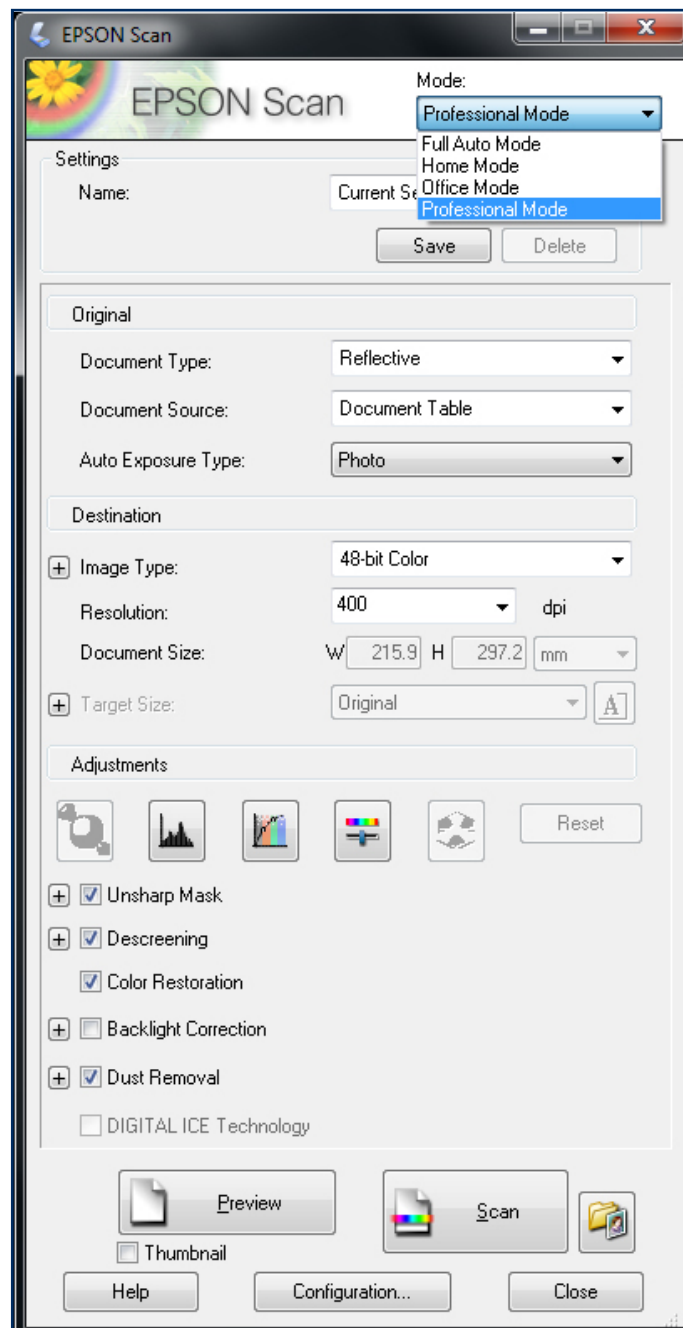 EPSON Scan
EPSON Scan
Mode:
Professional Mode
Full Auto Mode
Home Mode
Office Mode
Professional Mode
Settings
Name:
Current Se
Save
Delete
Original
Document Type:
Reflective
Document Source:
Document Table
Auto Exposure Type:
Photo
Destination
Image Type:
48-bit Color
Resolution:
400
dpi
Document Size:
W 215.9 H 297.2 mm
Target Size:
Original
A
Adjustments
Reset
Unsharp Mask
Descreening
Color Restoration
Backlight Correction
Dust Removal
DIGITAL ICE Technology
Preview
Scan
Thumbnail
Help
Configuration...
Close